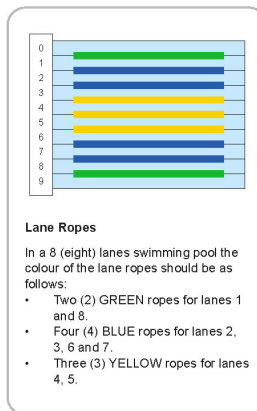 0
1
2
3
4
5
6
7
8
9
Lane Ropes
In a 8 (eight) lanes swimming pool the
colour of the lane ropes should be as
follows:
• Two (2) GREEN ropes for lanes 1
and 8.
• Four (4) BLUE ropes for lanes 2,
3, 6 and 7.
• Three (3) YELLOW ropes for lanes
4, 5.